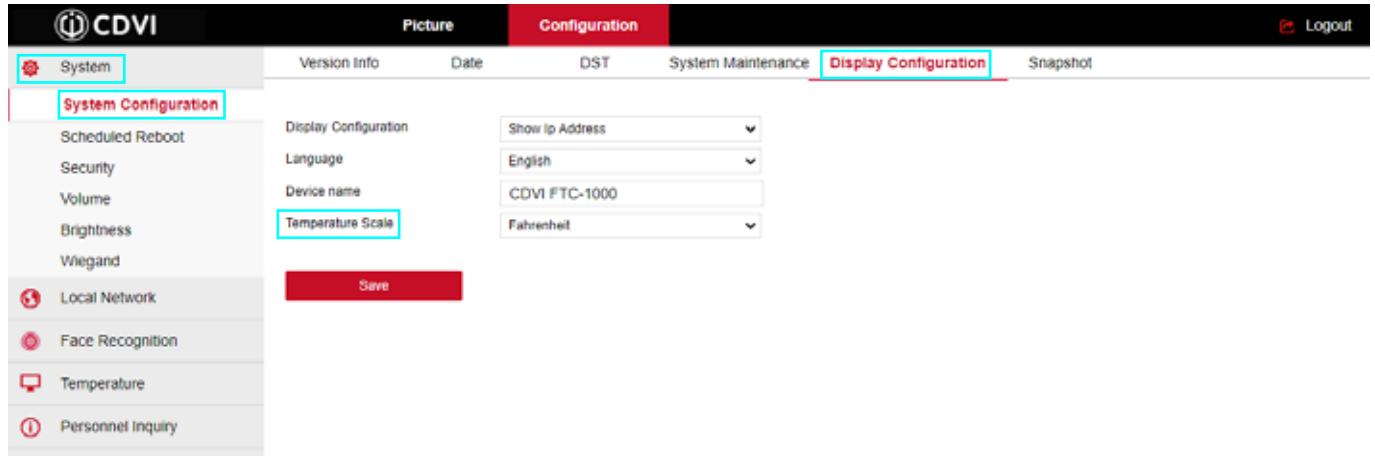 CDVI
Picture
Configuration
Logout
System
System Configuration
Scheduled Reboot
Security
Volume
Brightness
Wiegand
Local Network
Face Recognition
Temperature
Personnel Inquiry
Version Info
Date
DST
System Maintenance
Display Configuration
Snapshot
Display Configuration
Show Ip Address
Language
English
Device name
CDVI FTC-1000
Temperature Scale
Fahrenheit
Save